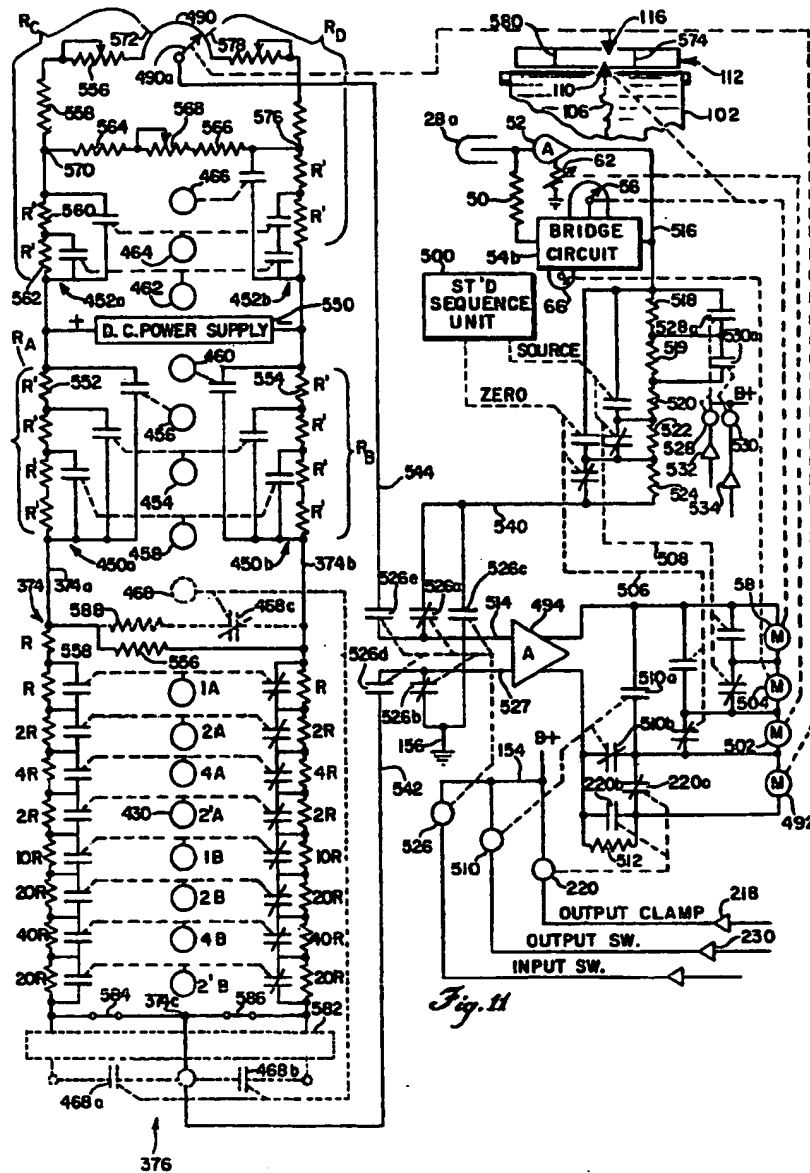 RC
572
490
578
RD
580
116
574
556
490a
110
112
558
106
102
564
568
566
576
28a
52
A
62
570
50
56
466
R'
R'
560
R'
BRIDGE
CIRCUIT
516
54b
464
500
66
562
R'
452a
462
452b
550
ST'D
SEQUENCE
UNIT
518
528a
+ D.C. POWER SUPPLY −
SOURCE
519
530a
RA
460
ZERO
520
B+
R'
552
554
R'
522
528
530
R'
456
R'
RB
544
524
532
R'
454
R'
534
R'
458
R'
540
450a
450b
508
374a
374b
526e
526a
526c
506
58
374
468
588
468c
514
494
M
R
558
556
526d
A
510a
504
M
R
1A
R
526b
527
502
2R
2A
2R
156
510b
M
4R
4A
4R
154
B+
220b
220a
M
492
2R
430
2'A
2R
542
526
510
220
512
10R
1B
10R
218
20R
2B
20R
OUTPUT CLAMP
230
40R
4B
40R
OUTPUT SW.
20R
2'B
20R
INPUT SW.
584
374c
586
582
Fig. 11
468a
468b
376